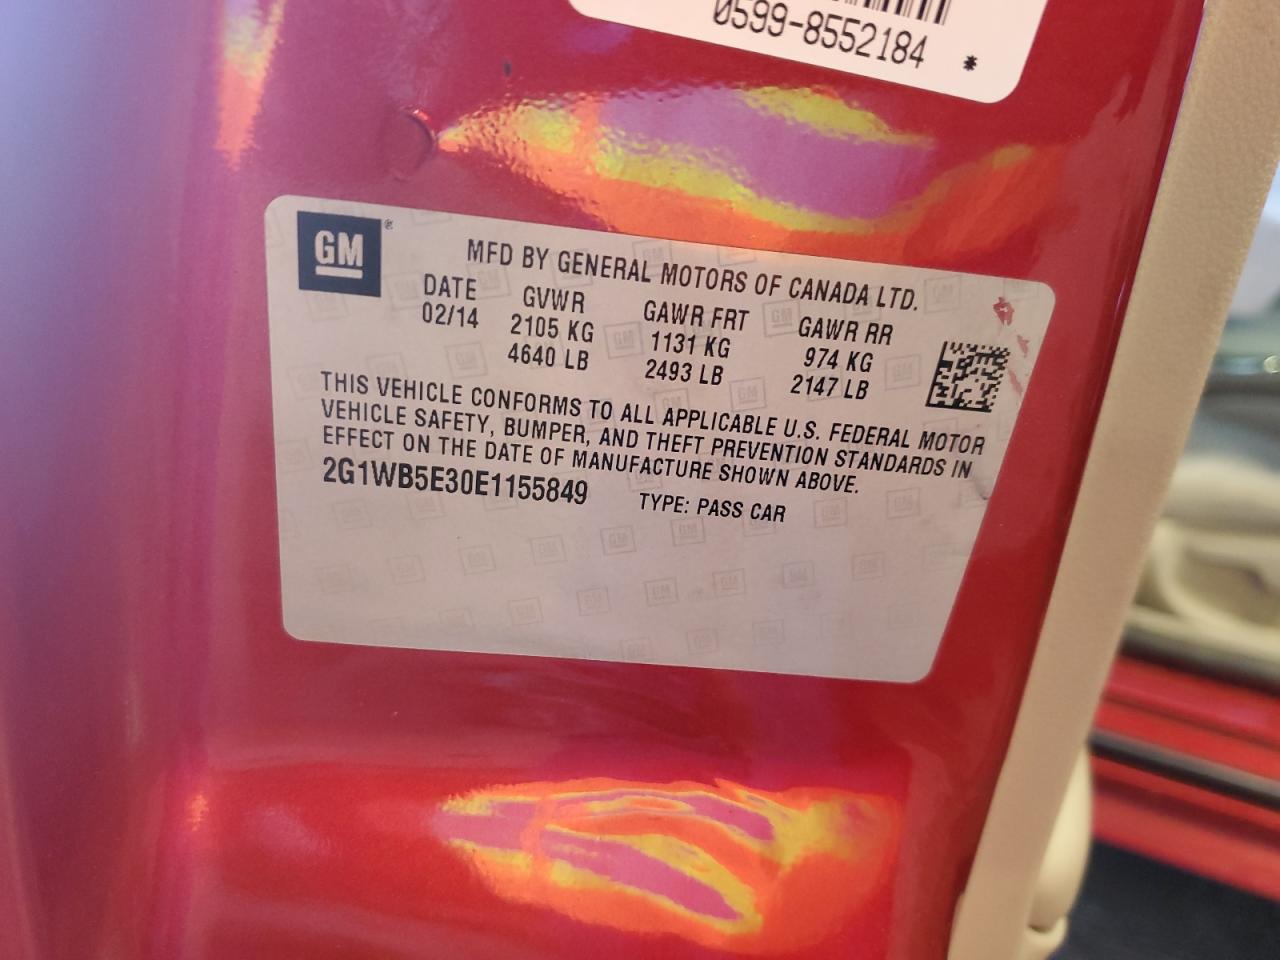 0599-8552184 *
GM ®
MFD BY GENERAL MOTORS OF CANADA LTD.
DATE GVWR GAWR FRT GAWR RR
02/14 2105 KG 1131 KG 974 KG
4640 LB 2493 LB 2147 LB
THIS VEHICLE CONFORMS TO ALL APPLICABLE U.S. FEDERAL MOTOR
VEHICLE SAFETY, BUMPER, AND THEFT PREVENTION STANDARDS IN
EFFECT ON THE DATE OF MANUFACTURE SHOWN ABOVE.
2G1WB5E30E1155849 TYPE: PASS CAR